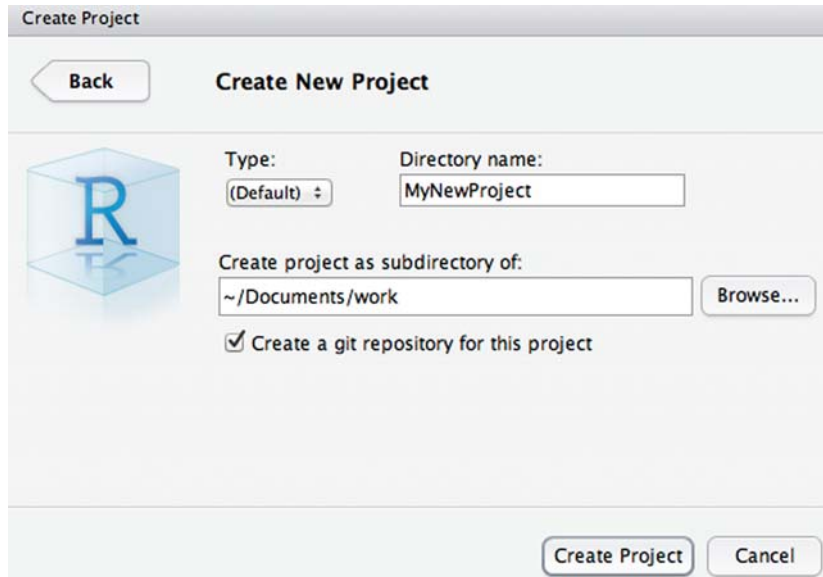 Create Project
Back
Create New Project
R
Type:
Directory name:
(Default)
MyNewProject
Create project as subdirectory of:
~/Documents/work
Browse...
Create a git repository for this project
Create Project
Cancel